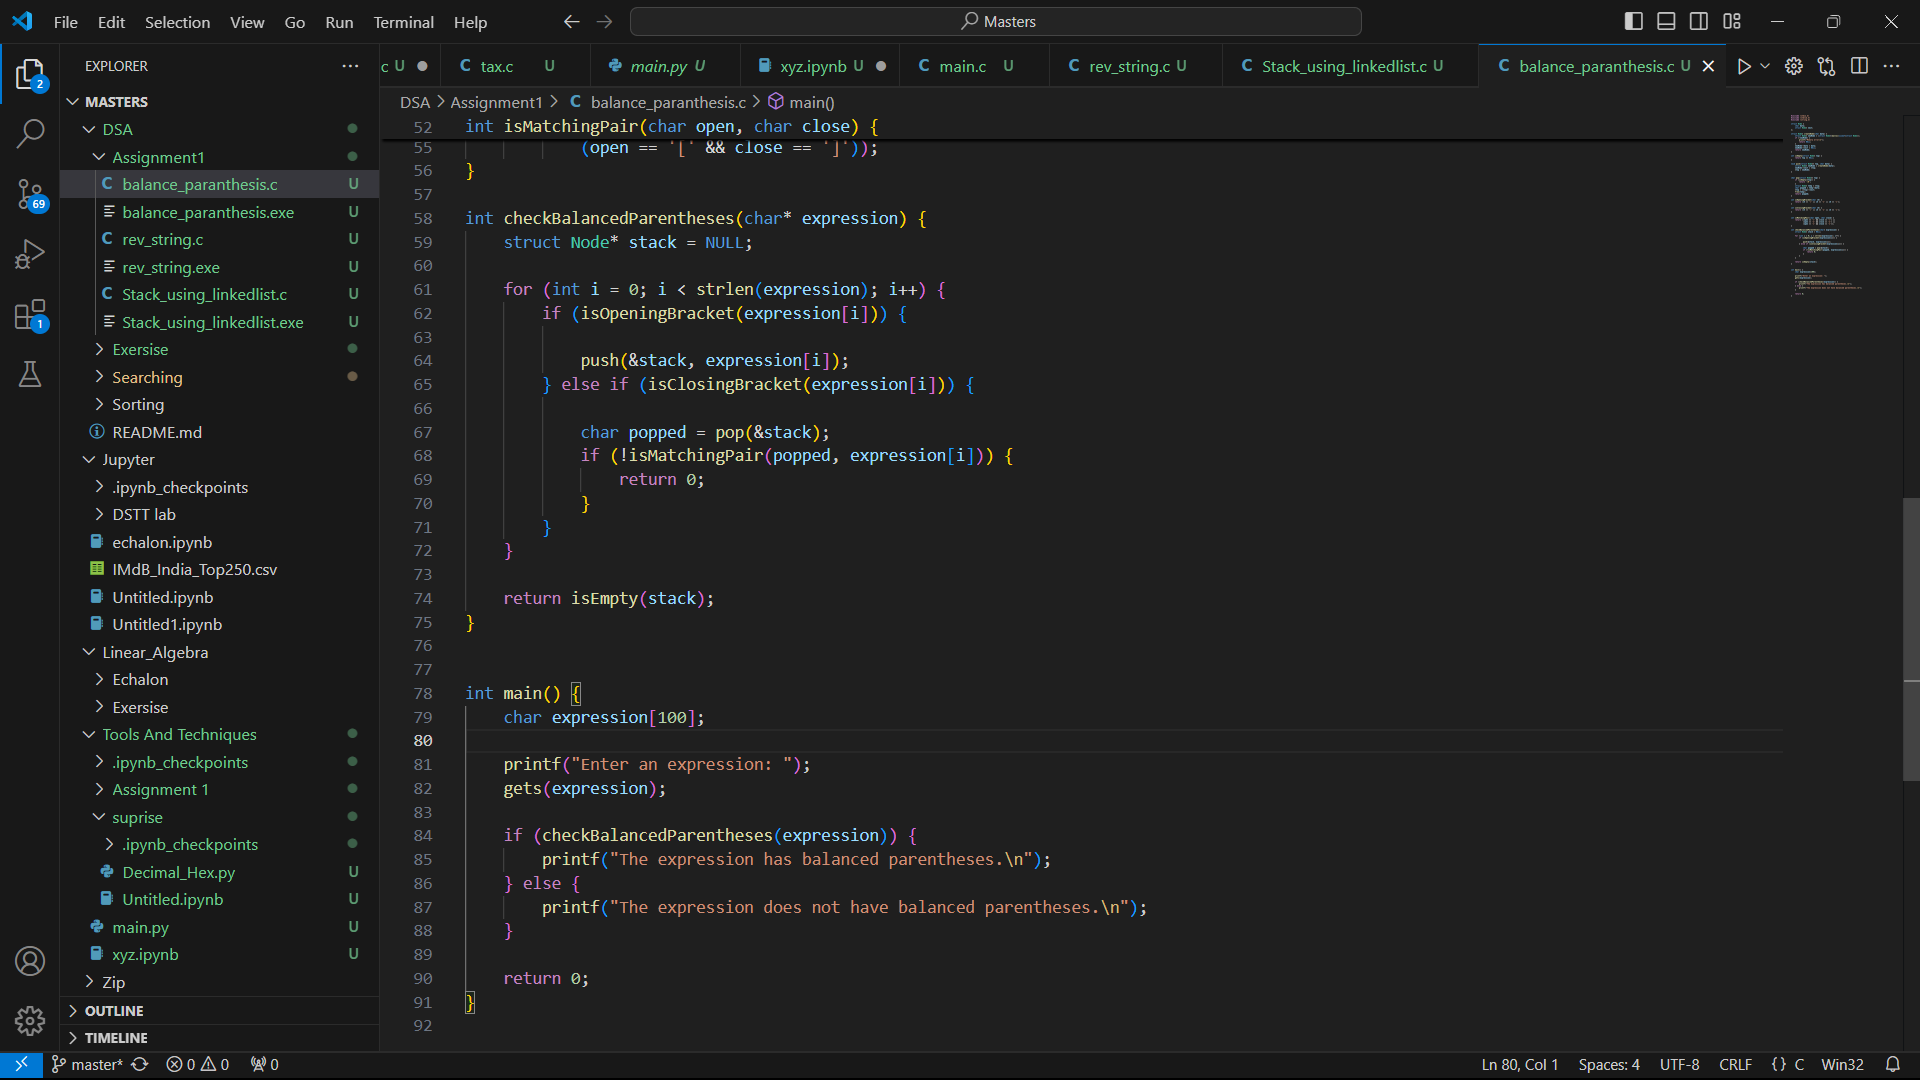 File Edit Selection View Go Run Terminal Help
Masters
EXPLORER
c U
C tax.c U
main.py U
xyz.ipynb U
C main.c U
C rev_string.c U
C Stack_using_linkedlist.c U
C balance_paranthesis.c U
2
69
1
MASTERS
DSA
Assignment1
C balance_paranthesis.c U
balance_paranthesis.exe U
C rev_string.c U
rev_string.exe U
C Stack_using_linkedlist.c U
Stack_using_linkedlist.exe U
Exersise
Searching
Sorting
README.md
Jupyter
.ipynb_checkpoints
DSTT lab
echalon.ipynb
IMdB_India_Top250.csv
Untitled.ipynb
Untitled1.ipynb
Linear_Algebra
Echalon
Exersise
Tools And Techniques
.ipynb_checkpoints
Assignment 1
suprise
.ipynb_checkpoints
Decimal_Hex.py U
Untitled.ipynb U
main.py U
xyz.ipynb U
Zip
OUTLINE
TIMELINE
DSA > Assignment1 > C balance_paranthesis.c > main()
52 int isMatchingPair(char open, char close) {
55 (open == '[' && close == ']'));
56 }
57
58 int checkBalancedParentheses(char* expression) {
59 struct Node* stack = NULL;
60
61 for (int i = 0; i < strlen(expression); i++) {
62 if (isOpeningBracket(expression[i])) {
63
64 push(&stack, expression[i]);
65 } else if (isClosingBracket(expression[i])) {
66
67 char popped = pop(&stack);
68 if (!isMatchingPair(popped, expression[i])) {
69 return 0;
70 }
71 }
72 }
73
74 return isEmpty(stack);
75 }
76
77
78 int main() {
79 char expression[100];
80
81 printf("Enter an expression: ");
82 gets(expression);
83
84 if (checkBalancedParentheses(expression)) {
85 printf("The expression has balanced parentheses.\n");
86 } else {
87 printf("The expression does not have balanced parentheses.\n");
88 }
89
90 return 0;
91 }
92
master* 0 0 0
Ln 80, Col 1 Spaces: 4 UTF-8 CRLF {} C Win32